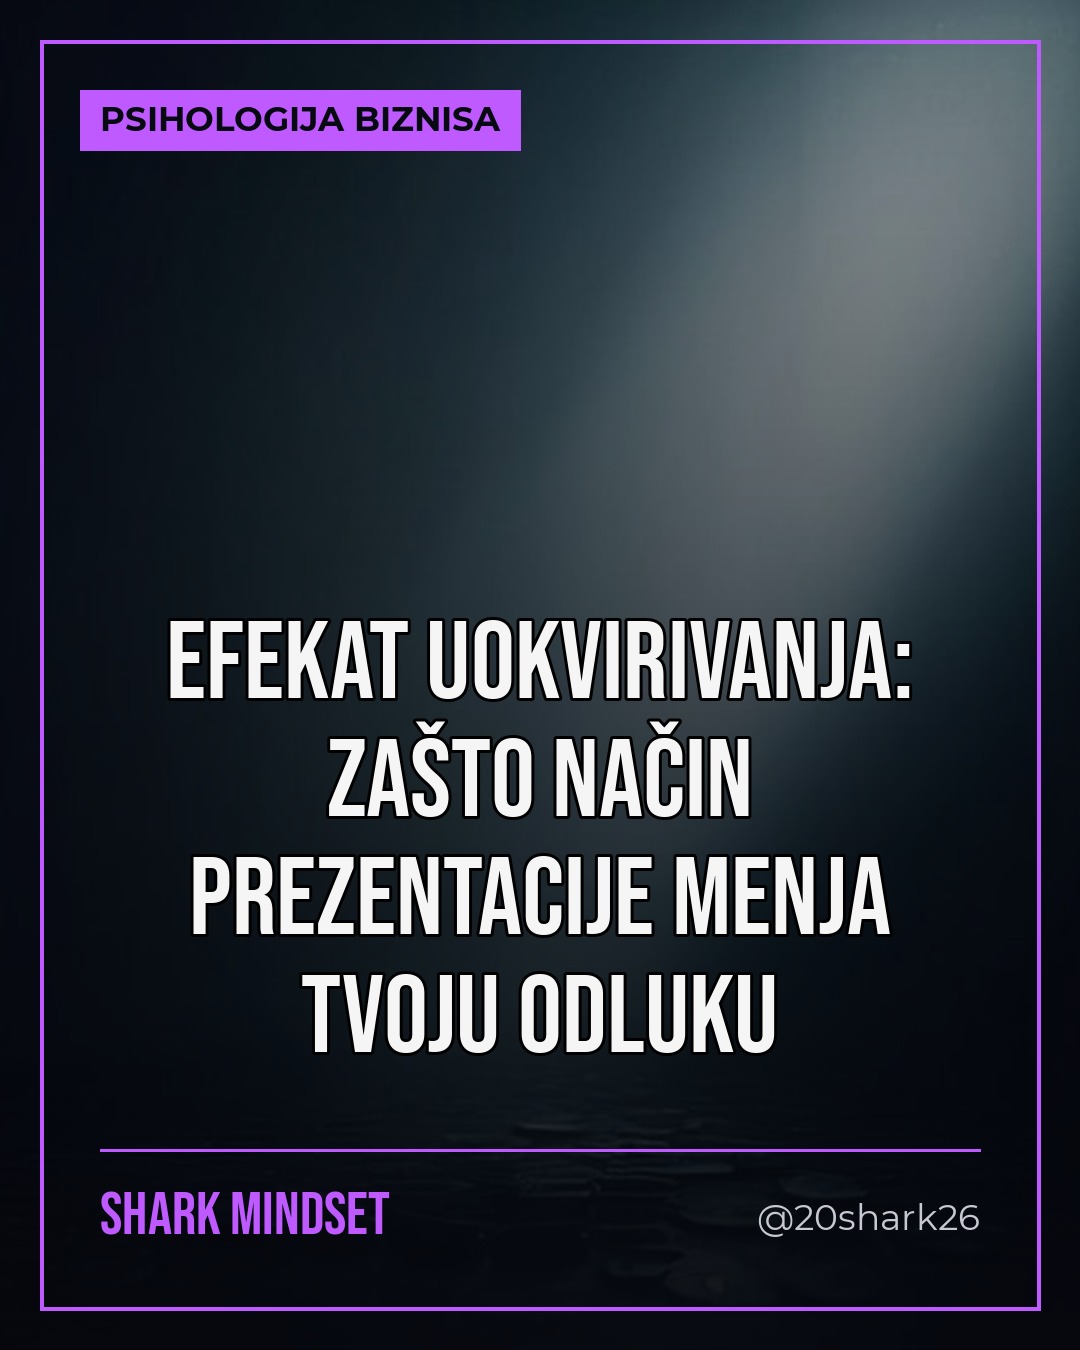 PSIHOLOGIJA BIZNISA
EFEKAT UOKVIRIVANJA:
ZAŠTO NAČIN
PREZENTACIJE MENJA
TVOJU ODLUKU
SHARK MINDSET
@20shark26